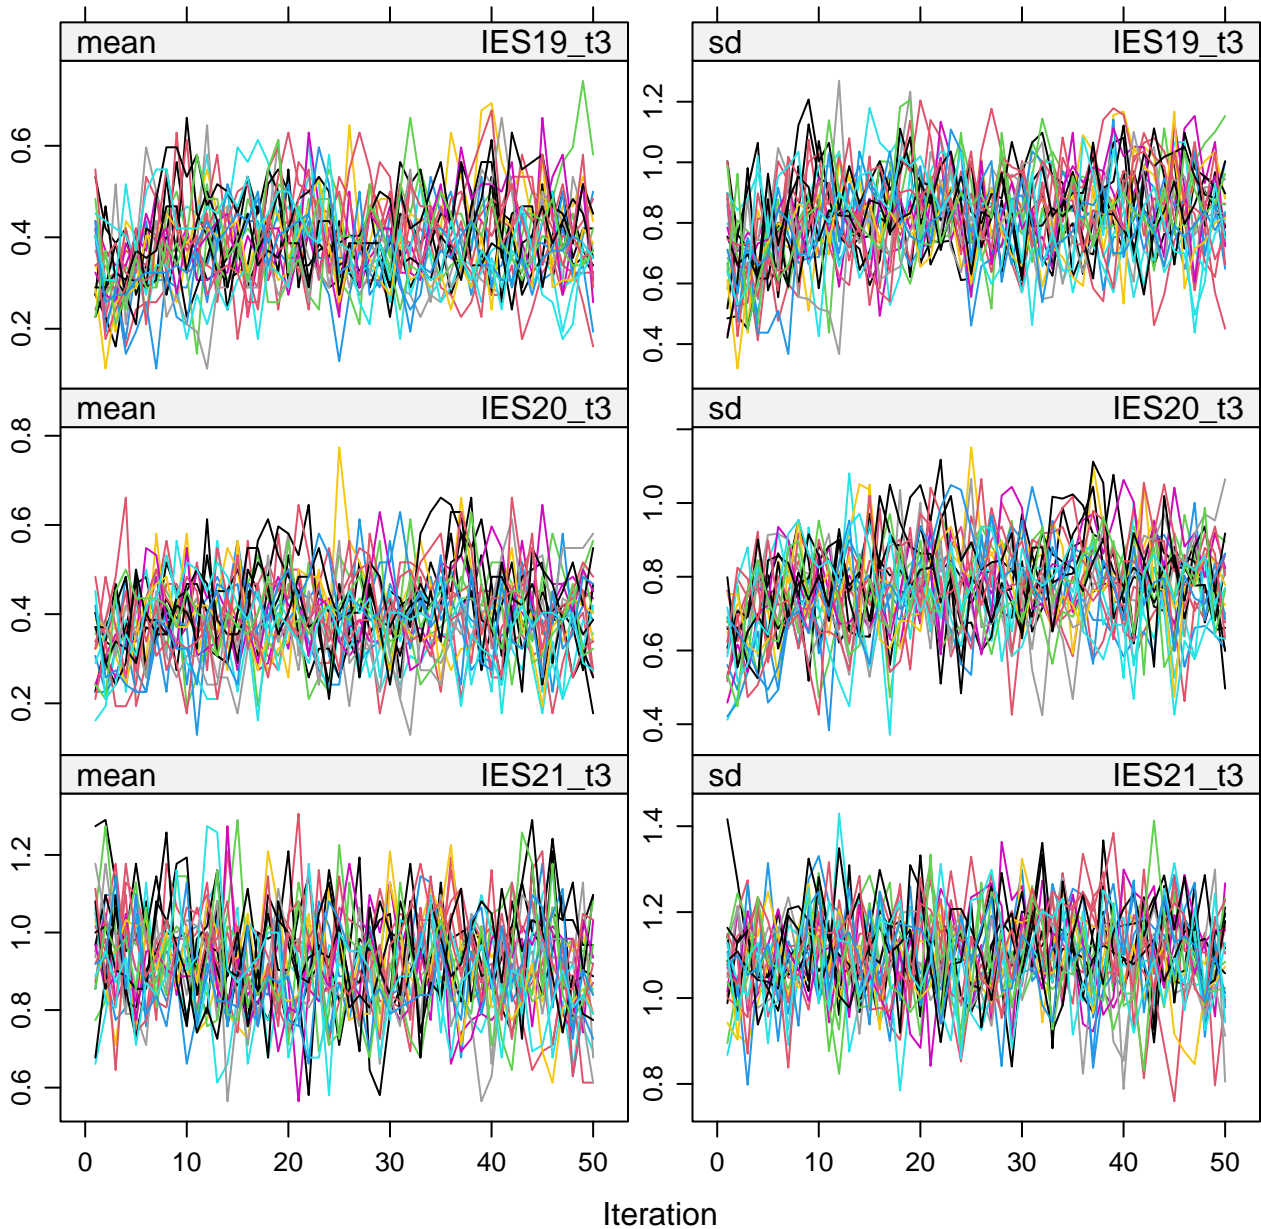 mean IES19_t3
sd IES19_t3
0.2 0.4 0.6
0.4 0.6 0.8 1.0 1.2
mean IES20_t3
sd IES20_t3
0.2 0.4 0.6 0.8
0.4 0.6 0.8 1.0
mean IES21_t3
sd IES21_t3
0.6 0.8 1.0 1.2
0.8 1.0 1.2 1.4
0 10 20 30 40 50
0 10 20 30 40 50
Iteration